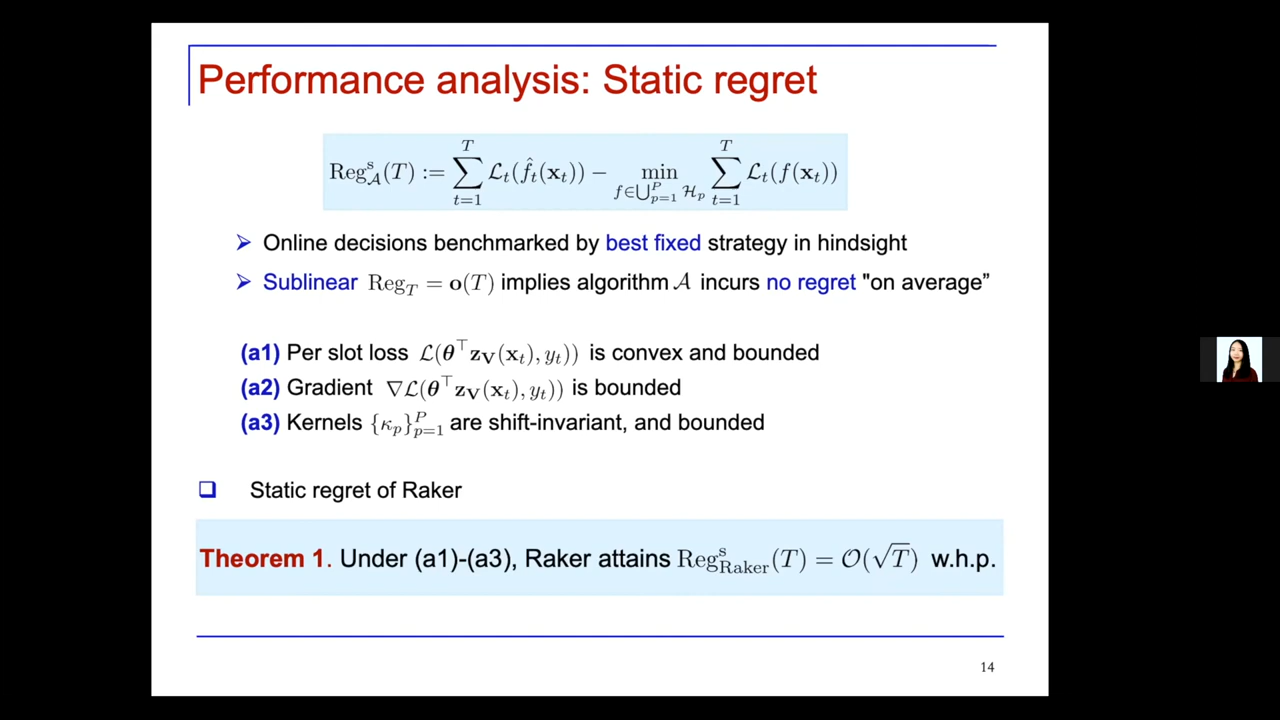 Performance analysis: Static regret
Reg^s_𝒜(T) := ∑_{t=1}^{T} ℒ_t(f̂_t(𝐱_t)) − min_{f∈⋃_{p=1}^{P} ℋ_p} ∑_{t=1}^{T} ℒ_t(f(𝐱_t))
➢ Online decisions benchmarked by best fixed strategy in hindsight
➢ Sublinear Reg_T = 𝐨(T) implies algorithm 𝒜 incurs no regret "on average”
(a1) Per slot loss ℒ(𝜽^⊤𝐳_𝐕(𝐱_t), y_t)) is convex and bounded
(a2) Gradient ∇ℒ(𝜽^⊤𝐳_𝐕(𝐱_t), y_t)) is bounded
(a3) Kernels {κ_p}_{p=1}^{P} are shift-invariant, and bounded
❑ Static regret of Raker
Theorem 1. Under (a1)-(a3), Raker attains Reg^s_Raker(T) = 𝒪(√T) w.h.p.
14